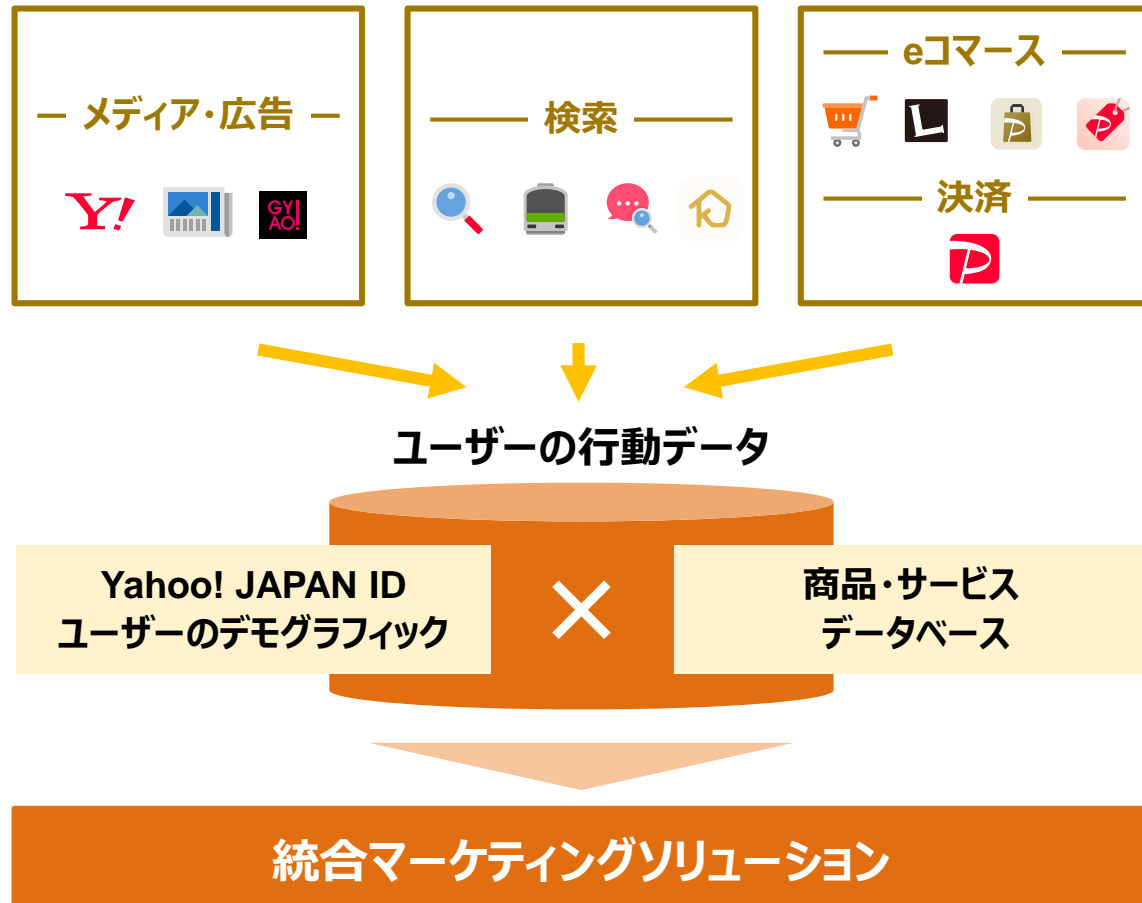 メディア・広告
Y!
GY
AO!
検索
eコマース
L
P
P
決済
P
ユーザーの行動データ
Yahoo! JAPAN ID
ユーザーのデモグラフィック
×
商品・サービス
データベース
統合マーケティングソリューション